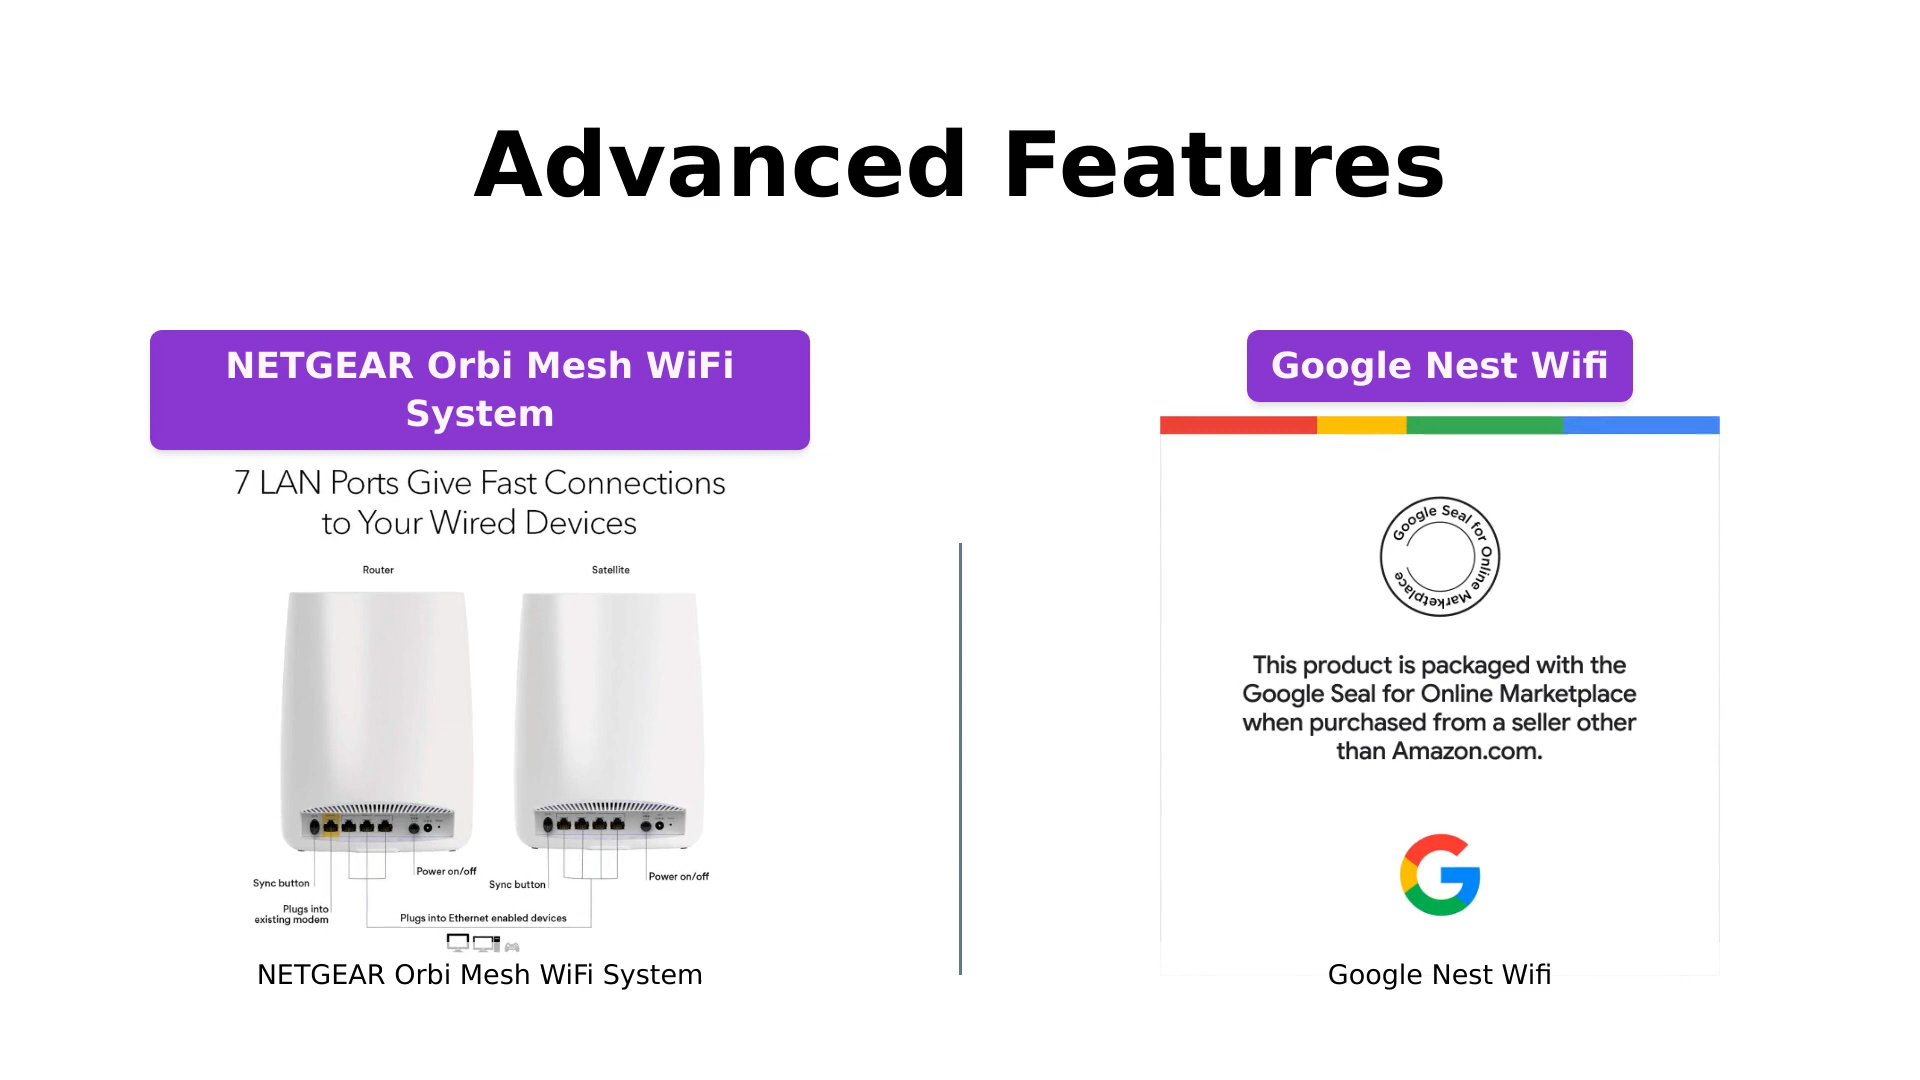 Advanced Features
NETGEAR Orbi Mesh WiFi
System
7 LAN Ports Give Fast Connections
to Your Wired Devices
Router
Satellite
Sync button
Power on/off
Plugs into
existing modem
Sync button
Power on/off
Plugs into Ethernet enabled devices
NETGEAR Orbi Mesh WiFi System
Google Nest Wifi
Google Seal for Online Marketplace
This product is packaged with the
Google Seal for Online Marketplace
when purchased from a seller other
than Amazon.com.
G
Google Nest Wifi